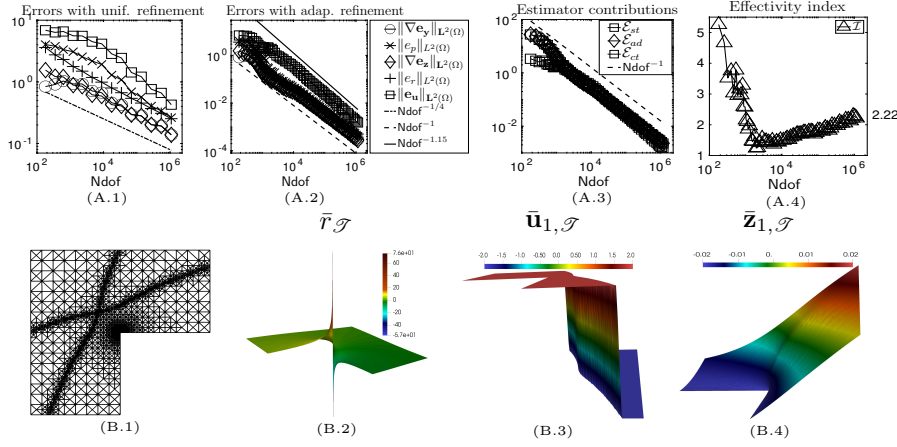 Errors with unif. refinement
10^1
10^0
10^-1
10^2
10^4
10^6
Ndof
(A.1)
Errors with adap. refinement
10^2
10^0
10^-2
10^-4
10^2
10^4
10^6
Ndof
(A.2)
‖∇e_y‖_L²(Ω)
‖e_p‖_L²(Ω)
‖∇e_z‖_L²(Ω)
‖e_r‖_L²(Ω)
‖e_u‖_L²(Ω)
Ndof^-1/4
Ndof^-1
Ndof^-1.15
Estimator contributions
10^2
10^0
10^-2
10^2
10^4
10^6
Ndof
(A.3)
ℰ_st
ℰ_ad
ℰ_ct
Ndof^-1
Effectivity index
6
5
4
3
2
1
10^2
10^4
10^6
Ndof
(A.4)
ℐ
2.22
r̄_𝒯
ū_1,𝒯
z̄_1,𝒯
(B.1)
7.6e+01
60
40
20
0
-20
-40
-5.7e+01
(B.2)
-2.0 -1.0 -0.50 0.0 0.50 1.0 2.0
(B.3)
-0.02 -0.01 0. 0.01 0.02
(B.4)